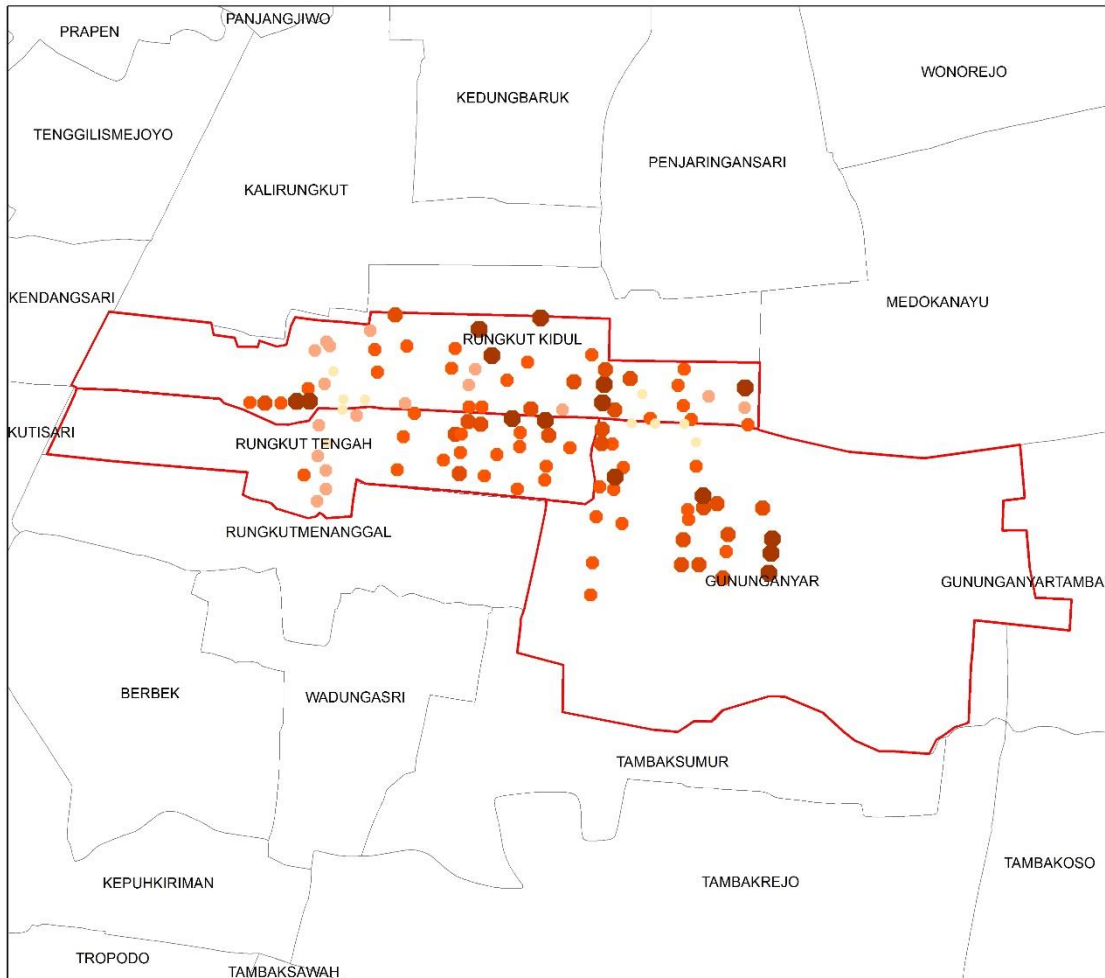 PANJANGJIWO
PRAPEN
WONOREJO
KEDUNGBARUK
TENGGILISMEJOYO
PENJARINGANSARI
KALIRUNGKUT
KENDANGSARI
MEDOKANAYU
RUNGKUT KIDUL
KUTISARI
RUNGKUT TENGAH
RUNGKUTMENANGGAL
GUNUNGANYAR
GUNUNGANYARTAMBA
BERBEK
WADUNGASRI
TAMBAKSUMUR
TAMBAKOSO
KEPUHKIRIMAN
TAMBAKREJO
TROPODO
TAMBAKSAWAH